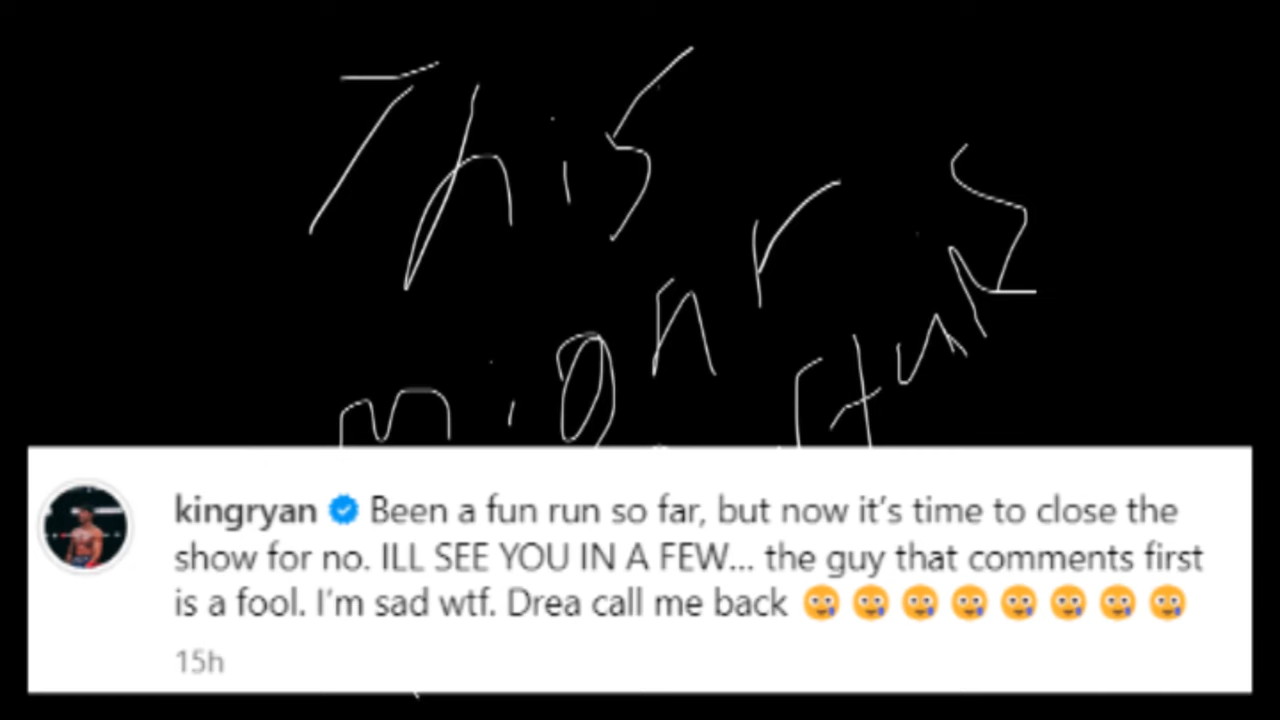 This
kingryan Been a fun run so far, but now it's time to close the
show for no. ILL SEE YOU IN A FEW... the guy that comments first
is a fool. I'm sad wtf. Drea call me back 🥲 🥲 🥲 🥲 🥲 🥲 🥲 🥲
15h